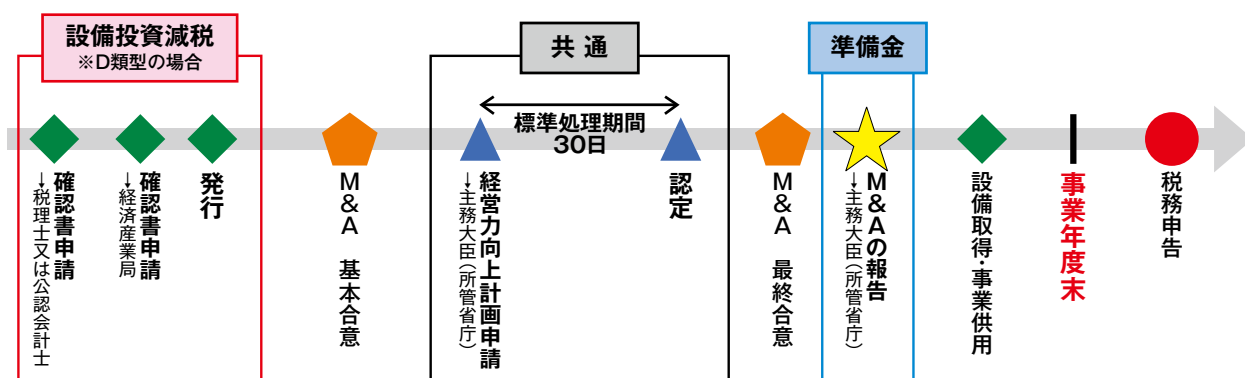 設備投資減税
※D類型の場合
共通
準備金
標準処理期間
30日
確認書申請
→税理士又は公認会計士
確認書申請
→経済産業局
発行
M&A 基本合意
経営力向上計画申請
→主務大臣（所管省庁）
認定
M&A 最終合意
M&Aの報告
→主務大臣（所管省庁）
設備取得・事業供用
事業年度末
税務申告